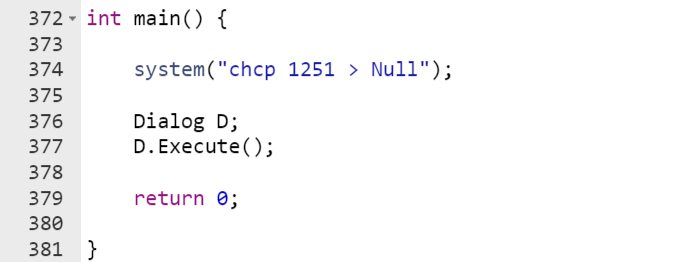 372 int main() {
373
374 system("chcp 1251 > Null");
375
376 Dialog D;
377 D.Execute();
378
379 return 0;
380
381 }